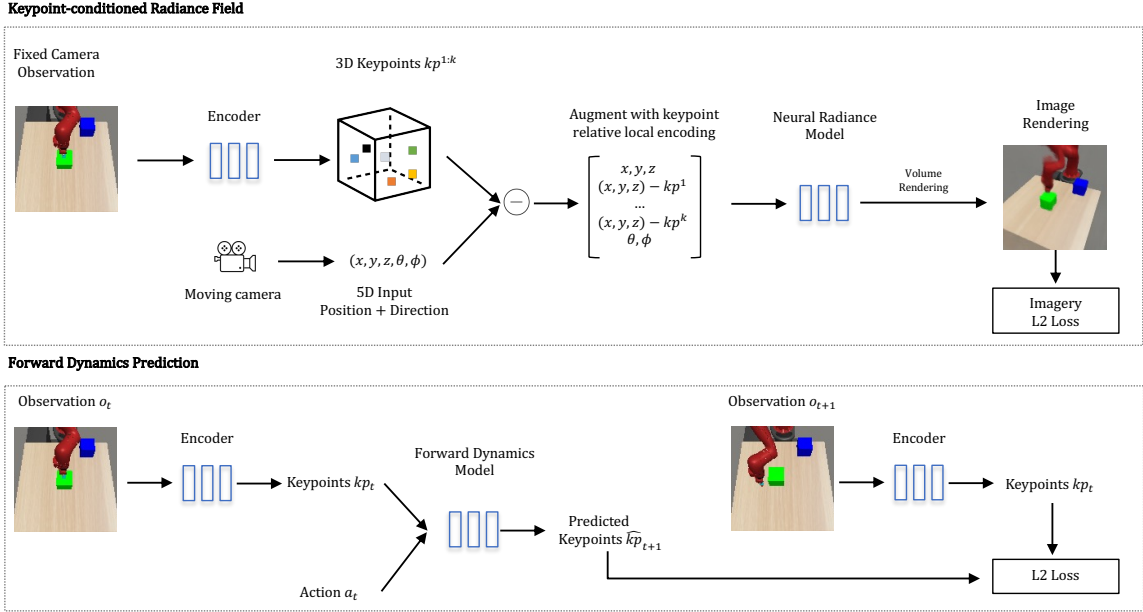 Keypoint-conditioned Radiance Field
Fixed Camera
Observation
Encoder
3D Keypoints kp^{1:k}
Augment with keypoint
relative local encoding
x, y, z
(x, y, z) − kp^1
...
(x, y, z) − kp^k
θ, ϕ
Neural Radiance
Model
Volume
Rendering
Image
Rendering
−
Moving camera
(x, y, z, θ, ϕ)
5D Input
Position + Direction
Imagery
L2 Loss
Forward Dynamics Prediction
Observation o_t
Encoder
Keypoints kp_t
Action a_t
Forward Dynamics
Model
Predicted
Keypoints \widehat{kp}_{t+1}
Observation o_{t+1}
Encoder
Keypoints kp_t
L2 Loss